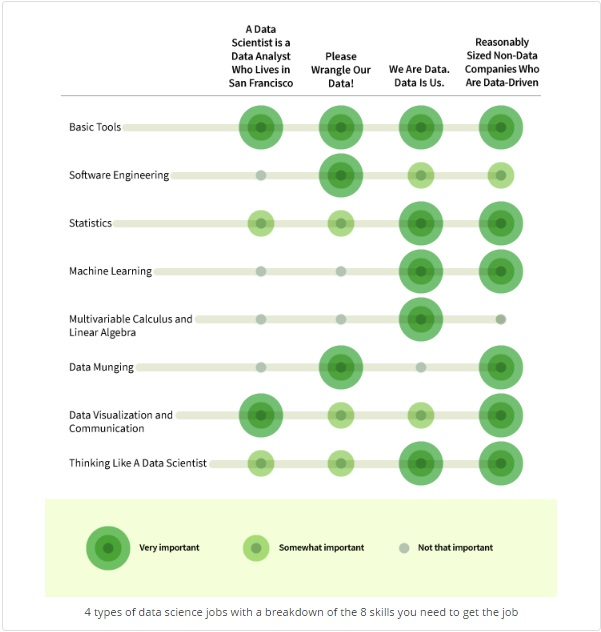 A Data
Scientist is a
Data Analyst
Who Lives in
San Francisco
Please
Wrangle Our
Data!
We Are Data.
Data Is Us.
Reasonably
Sized Non-Data
Companies Who
Are Data-Driven
Basic Tools
Software Engineering
Statistics
Machine Learning
Multivariable Calculus and
Linear Algebra
Data Munging
Data Visualization and
Communication
Thinking Like A Data Scientist
Very important
Somewhat important
Not that important
4 types of data science jobs with a breakdown of the 8 skills you need to get the job